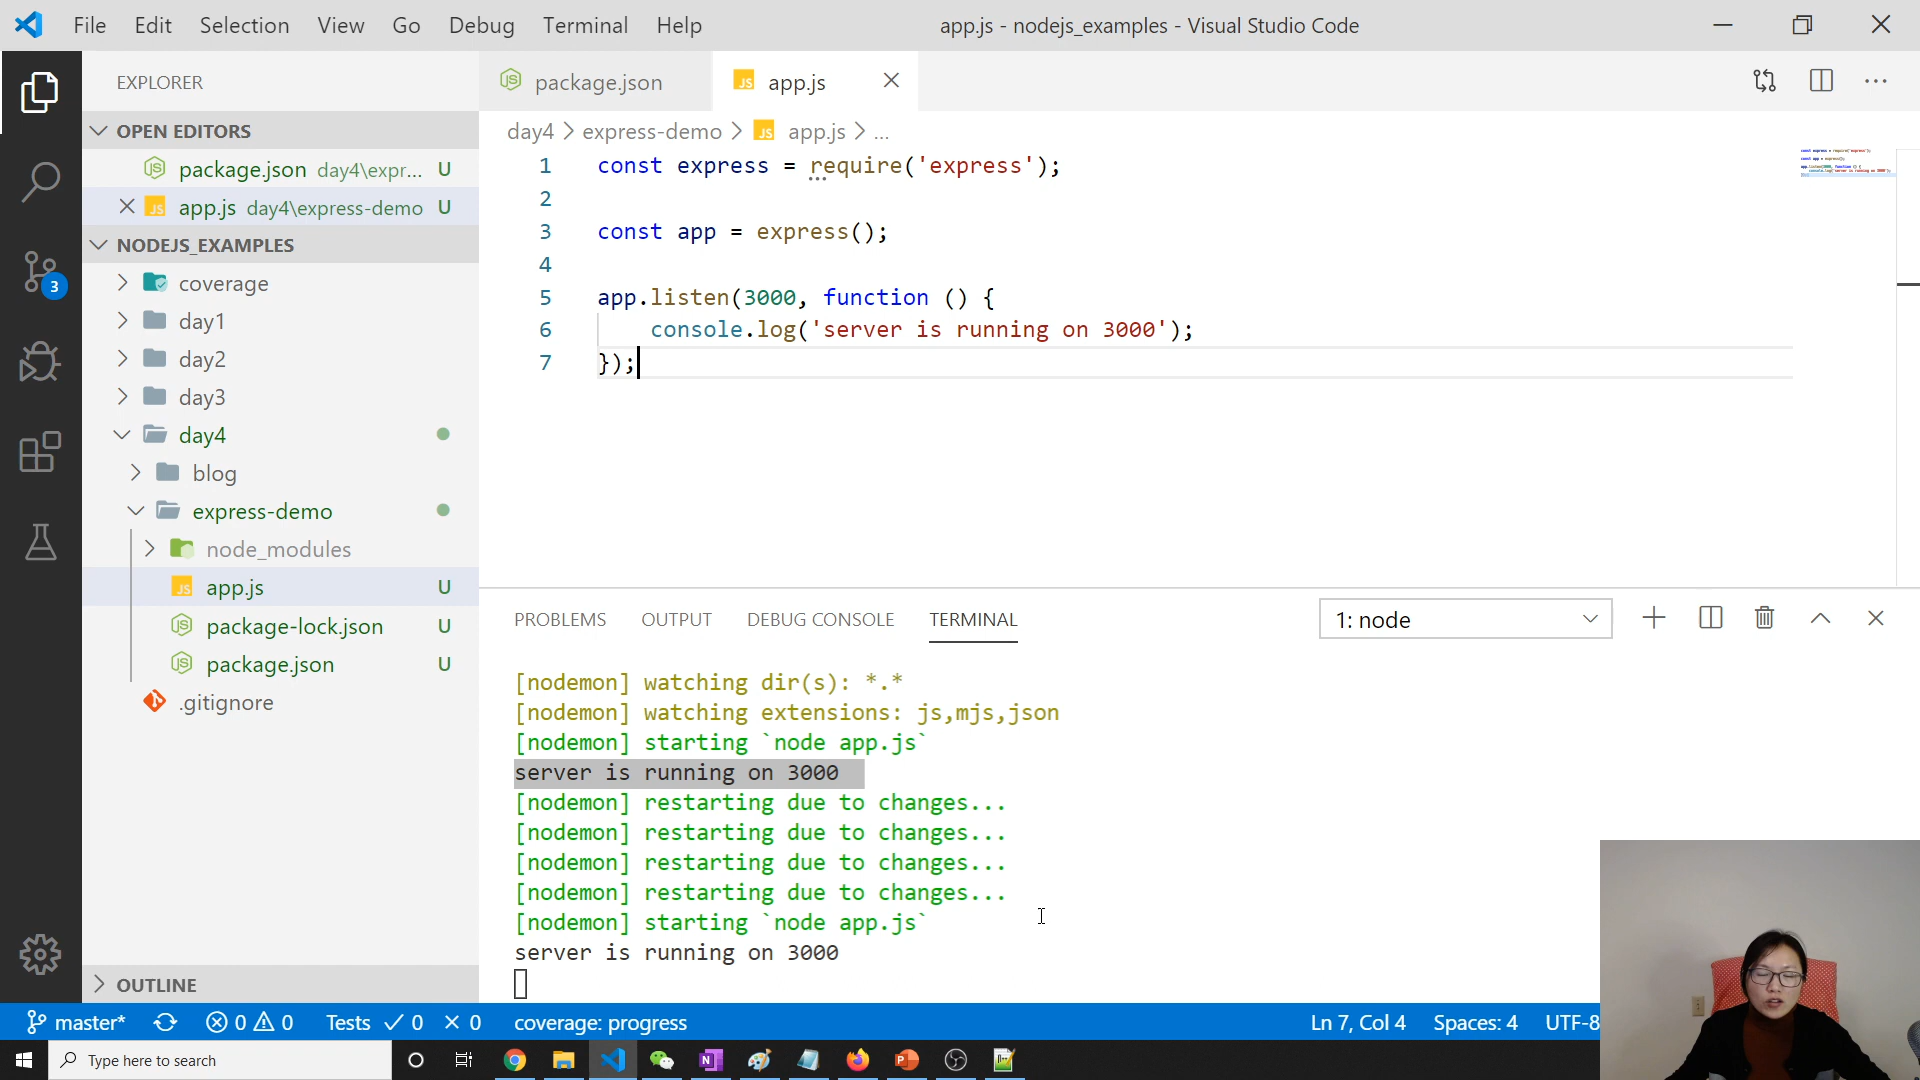 File Edit Selection View Go Debug Terminal Help
app.js - nodejs_examples - Visual Studio Code
EXPLORER
OPEN EDITORS
package.json day4\expr... U
app.js day4\express-demo U
NODEJS_EXAMPLES
coverage
day1
day2
day3
day4
blog
express-demo
node_modules
app.js U
package-lock.json U
package.json U
.gitignore
OUTLINE
3
package.json
app.js
day4 > express-demo > app.js > ...
1 const express = require('express');
2
3 const app = express();
4
5 app.listen(3000, function () {
6 console.log('server is running on 3000');
7 });
PROBLEMS OUTPUT DEBUG CONSOLE TERMINAL
1: node
[nodemon] watching dir(s): *.*
[nodemon] watching extensions: js,mjs,json
[nodemon] starting `node app.js`
server is running on 3000
[nodemon] restarting due to changes...
[nodemon] restarting due to changes...
[nodemon] restarting due to changes...
[nodemon] restarting due to changes...
[nodemon] starting `node app.js`
server is running on 3000
master* 0 0 Tests 0 0 coverage: progress
Ln 7, Col 4 Spaces: 4 UTF-8
Type here to search